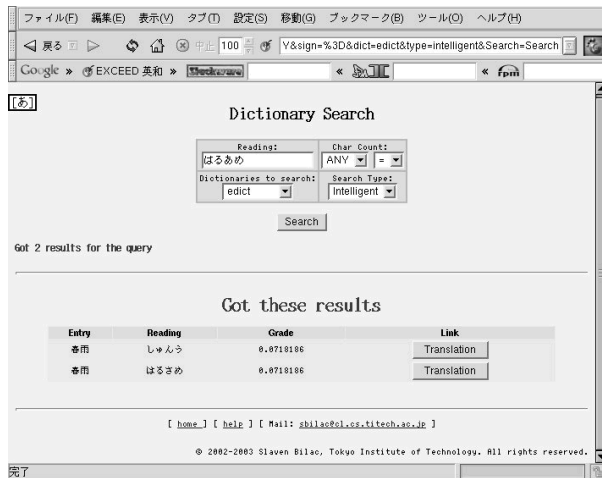 ファイル(F) 編集(E) 表示(V) タブ(T) 設定(S) 移動(G) ブックマーク(B) ツール(O) ヘルプ(H)
戻る 中止 100 Y&sign=%3D&dict=edict&type=intelligent&Search=Search
Google » EXCEED 英和 » « « rpm
[あ]
Dictionary Search
Reading: Char Count:
はるあめ ANY =
Dictionaries to search: Search Type:
edict Intelligent
Search
Got 2 results for the query
Got these results
Entry Reading Grade Link
春雨 しゅんう 0.0718186 Translation
春雨 はるさめ 0.0718186 Translation
[ home ] [ help ] [ Mail: sbilac@cl.cs.titech.ac.jp ]
© 2002-2003 Slaven Bilac, Tokyo Institute of Technology. All rights reserved.
完了